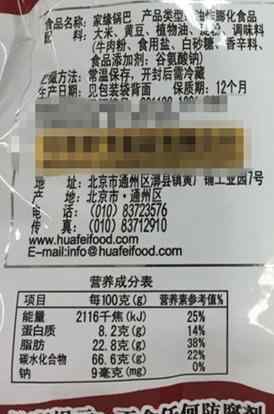 食品名称: 家缘锅巴 产品类型: 油炸膨化食品
配 料: 大米、黄豆、植物油、淀粉、调味料
(牛肉粉、食用盐、白砂糖、香辛料、
食品添加剂: 谷氨酸钠)
贮藏方法: 常温保存，开封后需冷藏
生产日期: 见包装袋背面 保质期: 12个月
地 址: 北京市通州区漷县镇黄厂铺工业园7号
产 地: 北京市·通州区
电 话: (010) 83723576
传 真: (010) 83712910
www.huafeifood.com
E-mail:info@huafeifood.com
营养成分表
项目 每100克(g) 营养素参考值%
能量 2116千焦(kJ) 25%
蛋白质 8.2克(g) 14%
脂肪 22.8克(g) 38%
碳水化合物 66.6克(g) 22%
钠 9毫克(mg) 0%
任何防腐剂